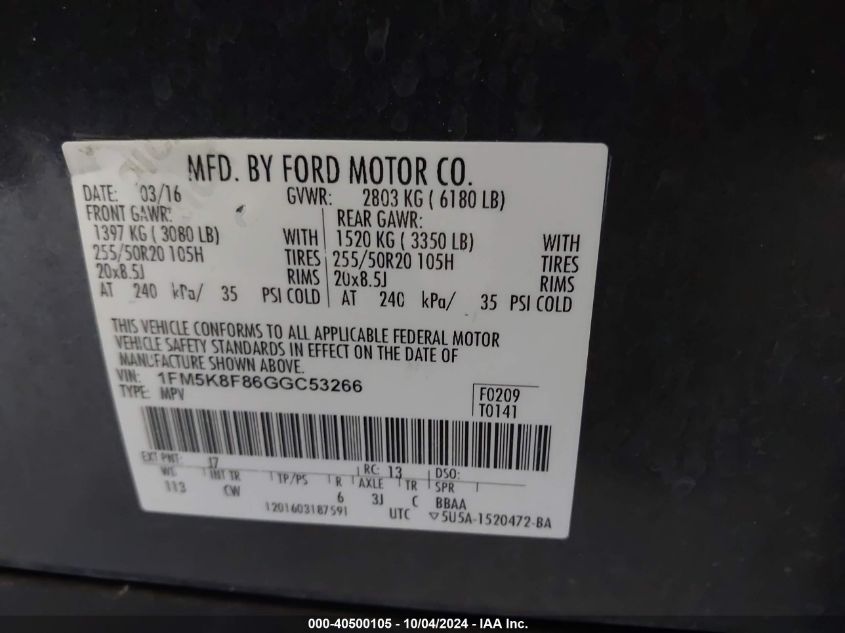 MFD. BY FORD MOTOR CO.
DATE: 03/16 GVWR: 2803 KG ( 6180 LB)
FRONT GAWR: REAR GAWR:
1397 KG ( 3080 LB) WITH 1520 KG ( 3350 LB) WITH
255/50R20 105H TIRES 255/50R20 105H TIRES
20x8.5J RIMS 20x8.5J RIMS
AT 240 kPa/ 35 PSI COLD AT 240 kPa/ 35 PSI COLD
THIS VEHICLE CONFORMS TO ALL APPLICABLE FEDERAL MOTOR
VEHICLE SAFETY STANDARDS IN EFFECT ON THE DATE OF
MANUFACTURE SHOWN ABOVE.
VIN: 1FM5K8F86GGC53266
TYPE: MPV
F0209
T0141
EXT PNT: J7 RC: 13 DSO:
WB INT TR TP/PS R AXLE TR SPR
113 CW 6 3J C BBAA
1201603187591 UTC ▽5U5A-1520472-BA
000-40500105 - 10/04/2024 - IAA Inc.